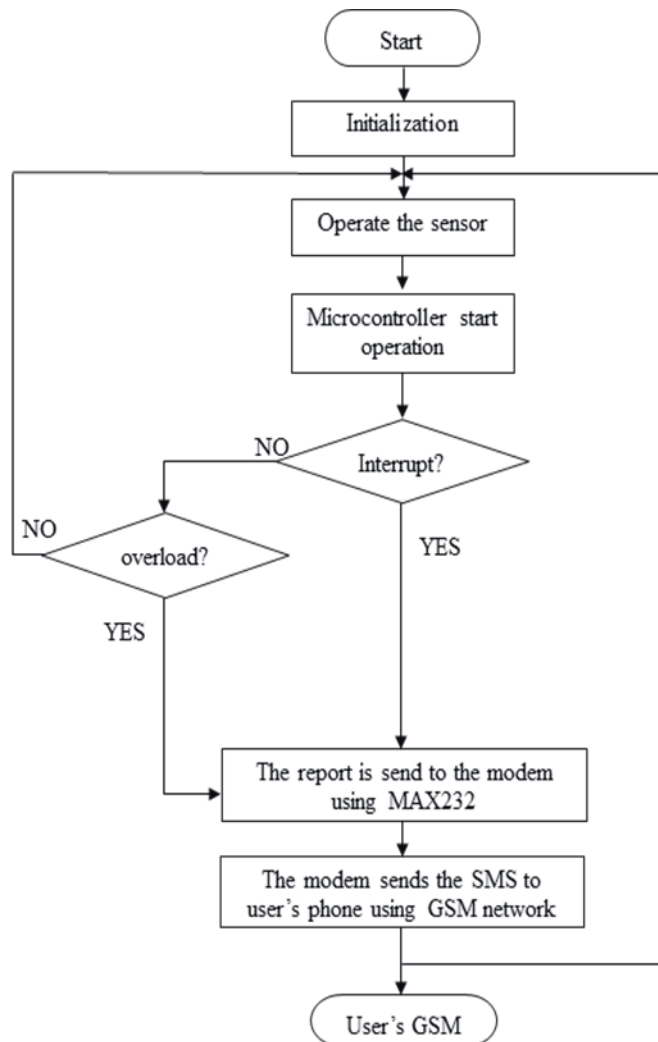 Start
Initialization
Operate the sensor
Microcontroller start
operation
NO
Interrupt?
NO
overload?
YES
YES
The report is send to the modem
using MAX232
The modem sends the SMS to
user's phone using GSM network
User's GSM